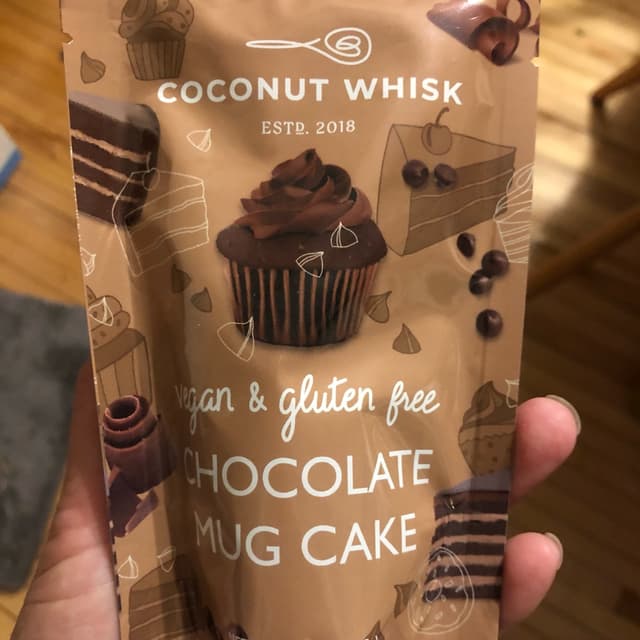 COCONUT WHISK
ESTD. 2018
vegan & gluten free
CHOCOLATE
MUG CAKE